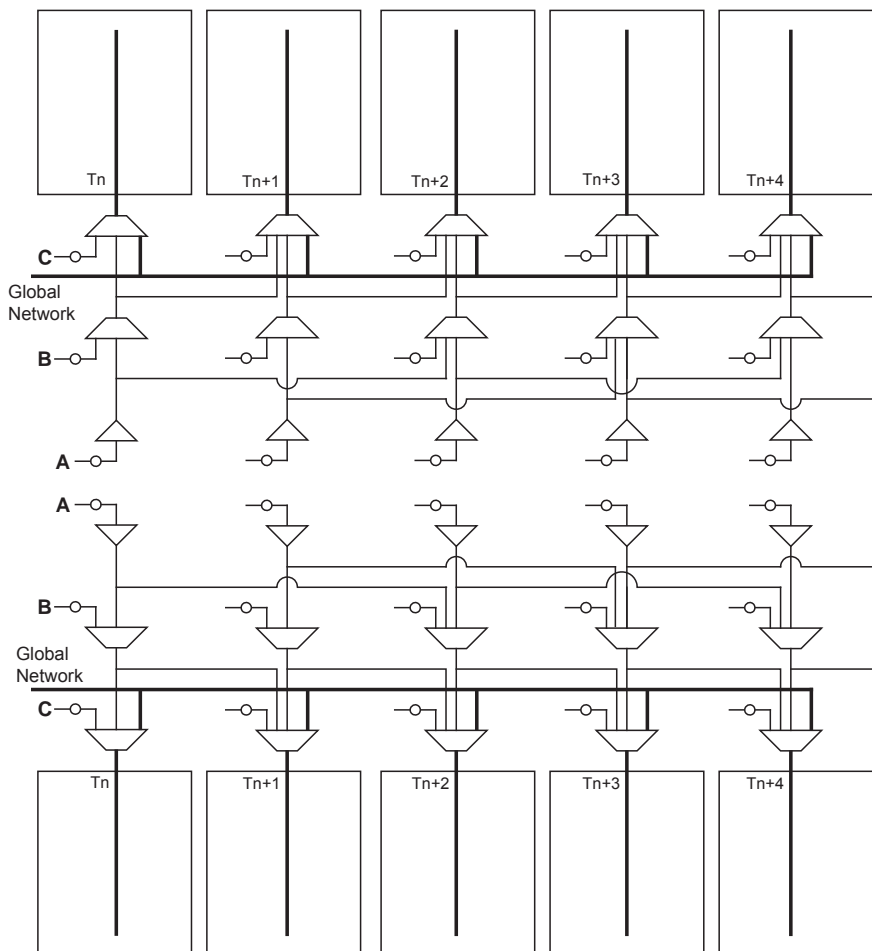 Tn Tn+1 Tn+2 Tn+3 Tn+4
C
Global
Network
B
A
A
B
Global
Network
C
Tn Tn+1 Tn+2 Tn+3 Tn+4